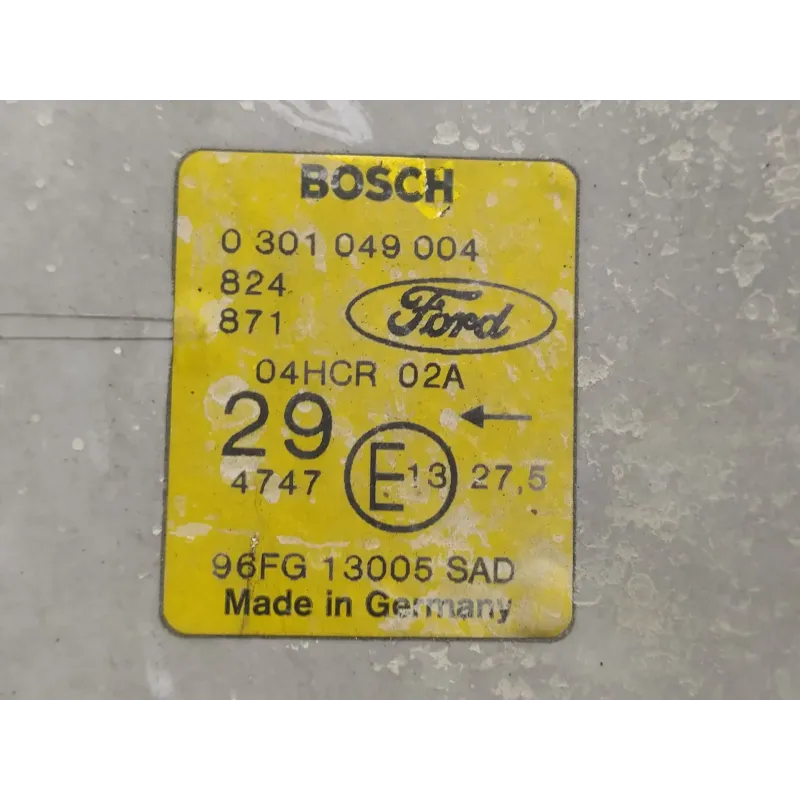 BOSCH
0 301 049 004
824
871 Ford
04HCR 02A
29 ←
4747 E 13 27,5
96FG 13005 SAD
Made in Germany